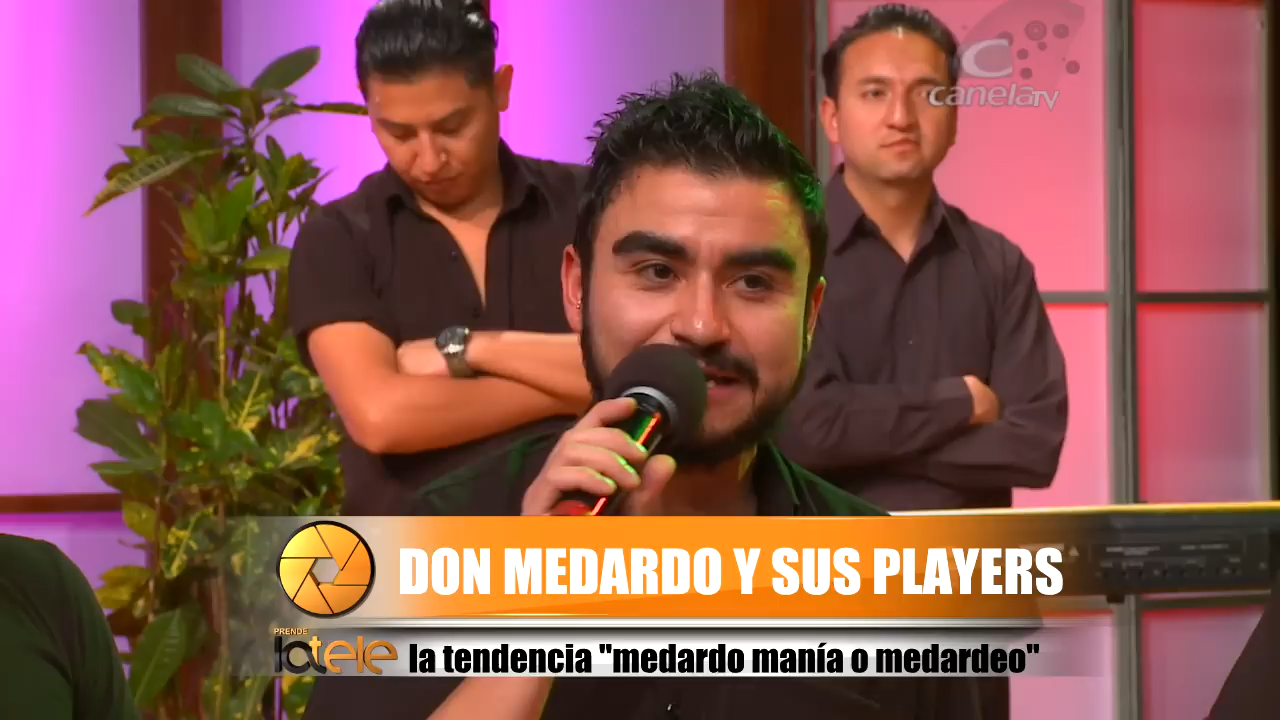 C
canelaTV
DON MEDARDO Y SUS PLAYERS
PRENDE
latele
la tendencia "medardo manía o medardeo"